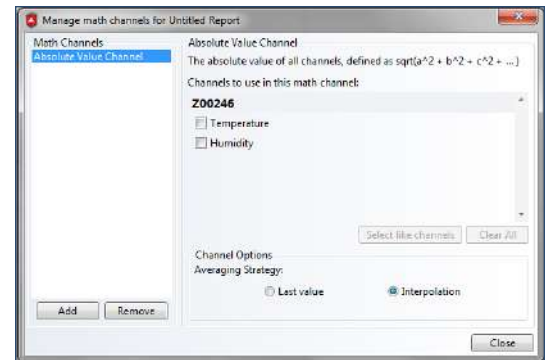 Manage math channels for Untitled Report
Math Channels
Absolute Value Channel
Absolute Value Channel
The absolute value of all channels, defined as sqrt(a^2 + b^2 + c^2 + ...)
Channels to use in this math channel:
Z00246
Temperature
Humidity
Select like channels
Clear All
Channel Options
Averaging Strategy:
Last value
Interpolation
Add
Remove
Close